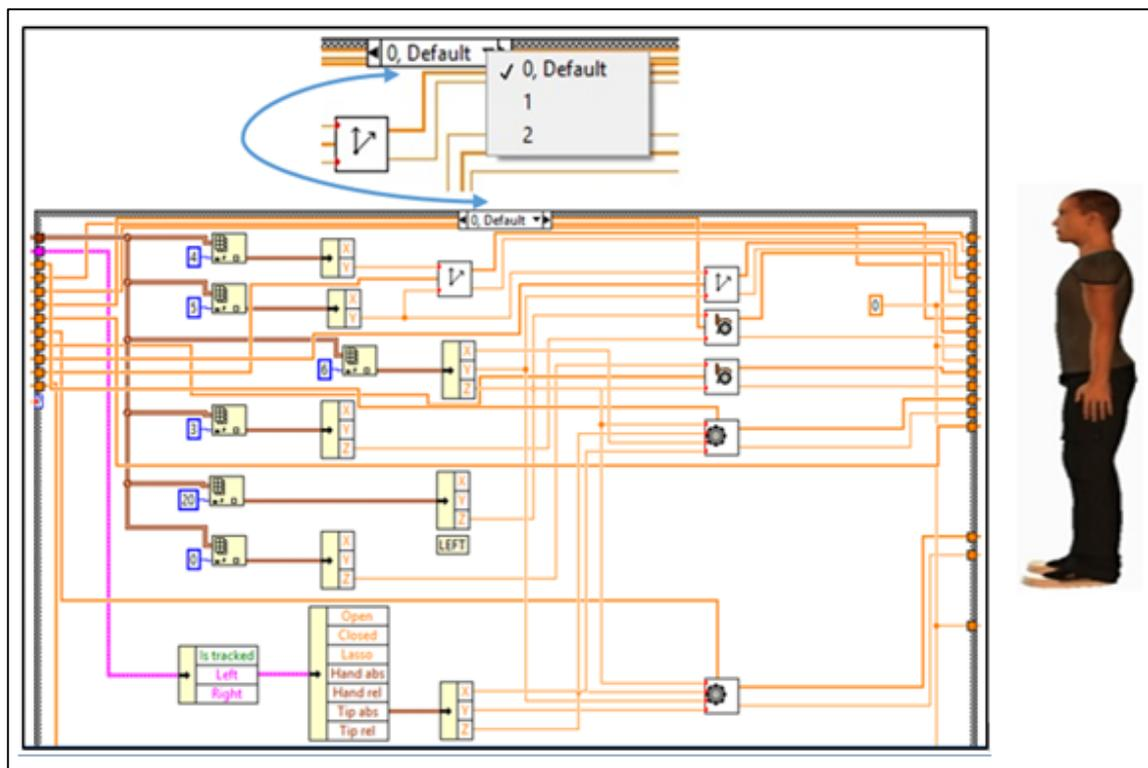 0, Default
✓ 0, Default
1
2
0, Default
4
X
Y
5
X
Y
0
6
X
Y
Z
3
X
Y
Z
20
X
Y
Z
LEFT
0
X
Y
Z
Open
Closed
Lasso
Is tracked
Hand abs
Left
Hand rel
Right
Tip abs
Tip rel
X
Y
Z